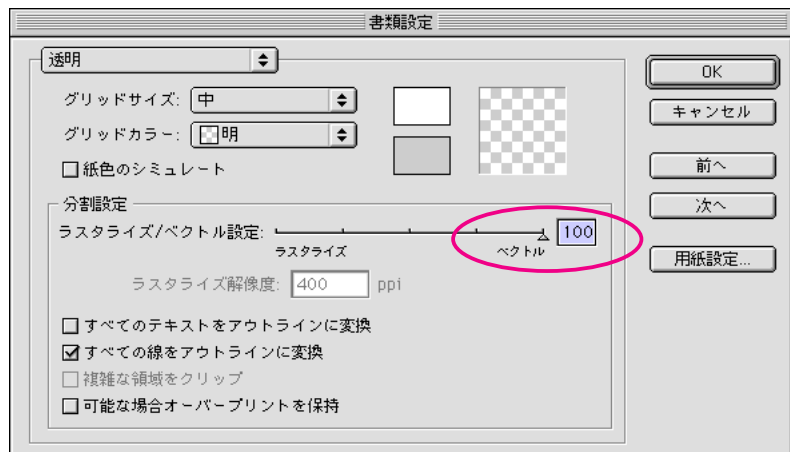 書類設定
透明
グリッドサイズ: 中
グリッドカラー: 明
紙色のシミュレート
分割設定
ラスタライズ/ベクトル設定: 100
ラスタライズ ベクトル
ラスタライズ解像度: 400 ppi
すべてのテキストをアウトラインに変換
すべての線をアウトラインに変換
複雑な領域をクリップ
可能な場合オーバープリントを保持
OK
キャンセル
前へ
次へ
用紙設定...